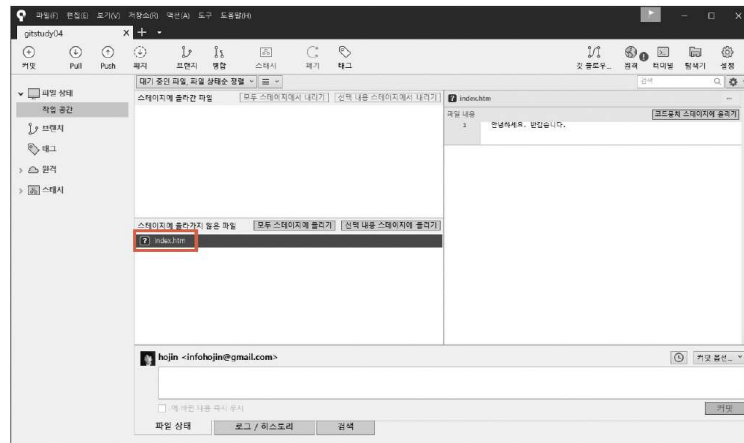 파일(F) 편집(E) 보기(V) 저장소(R) 액션(A) 도구 도움말(H)
gitstudy04 X + ▾
커밋 Pull Push 패치 브랜치 병합 스태시 폐기 태그 깃 플로우… 원격 터미널 탐색기 설정
대기 중인 파일, 파일 상태순 정렬 검색
파일 상태
작업 공간
브랜치
태그
원격
스태시
스테이지에 올라간 파일 모두 스테이지에서 내리기 선택 내용 스테이지에서 내리기
스테이지에 올라가지 않은 파일 모두 스테이지에 올리기 선택 내용 스테이지에 올리기
? index.htm
? index.htm
파일 내용 코드뭉치 스테이지에 올리기
1 안녕하세요. 반갑습니다.
hojin <infohojin@gmail.com>
커밋 옵션…
커밋
파일 상태 로그 / 히스토리 검색